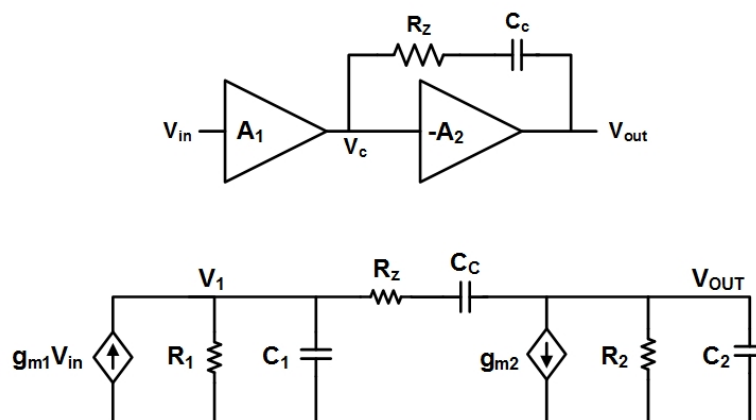 Rz Cc
Vin A1 Vc -A2 Vout
V1 Rz CC VOUT
gm1Vin R1 C1 gm2 R2 C2